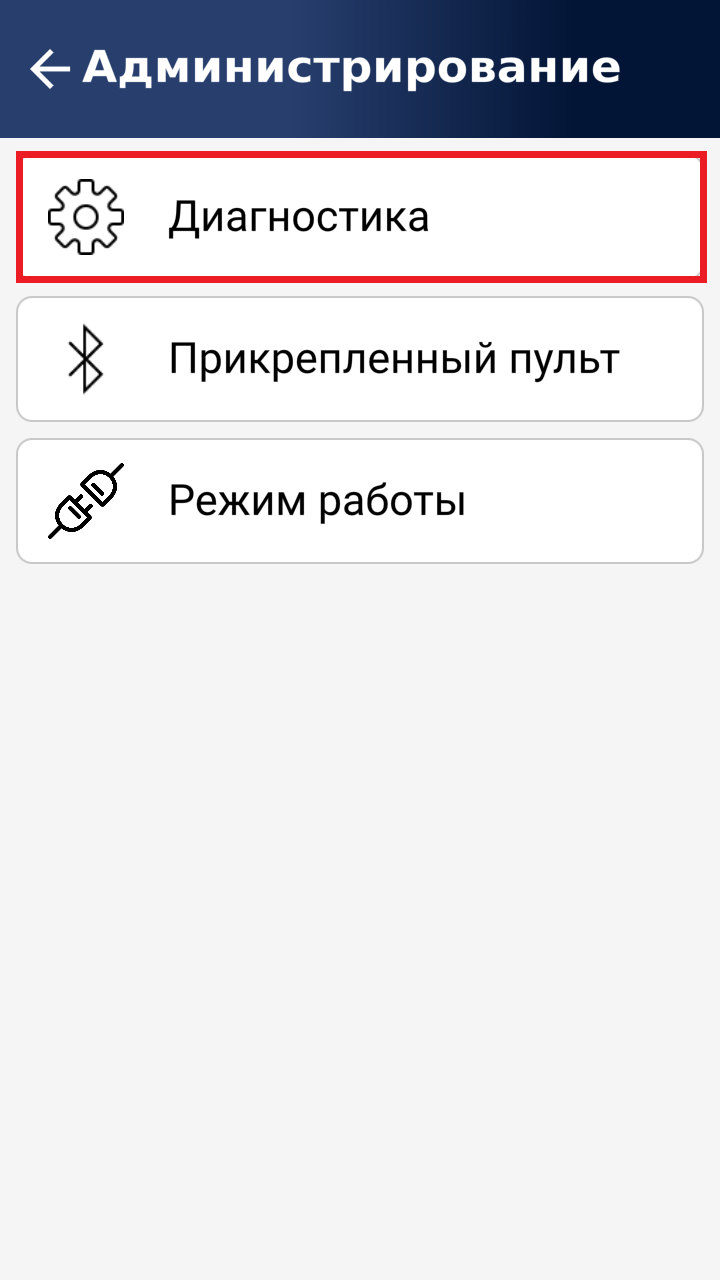 Администрирование
Диагностика
Прикрепленный пульт
Режим работы